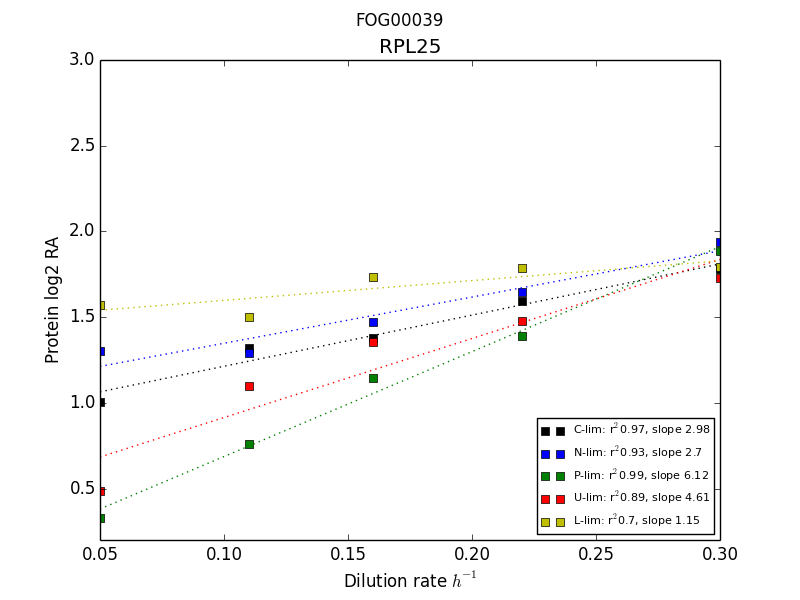 FOG00039
RPL25
3.0
2.5
2.0
1.5
1.0
0.5
Protein log2 RA
0.05 0.10 0.15 0.20 0.25 0.30
Dilution rate h⁻¹
C-lim: r² 0.97, slope 2.98
N-lim: r² 0.93, slope 2.7
P-lim: r² 0.99, slope 6.12
U-lim: r² 0.89, slope 4.61
L-lim: r² 0.7, slope 1.15